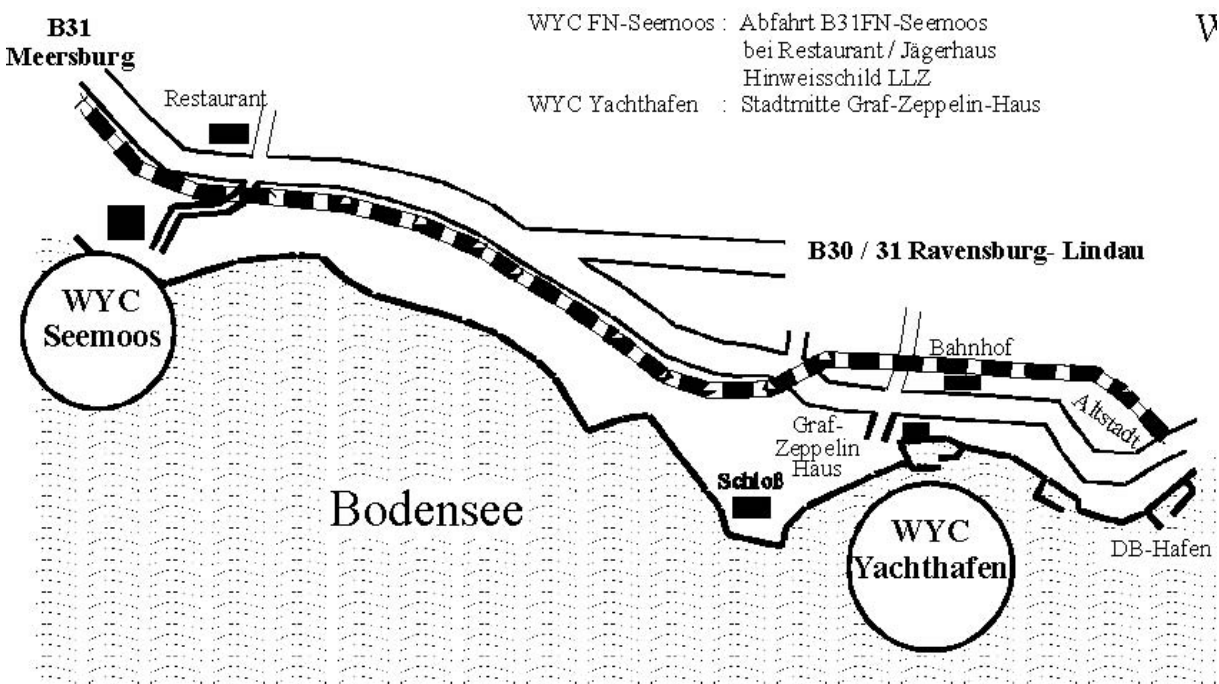 WYC FN-Seemoos : Abfahrt B31FN-Seemoos
bei Restaurant / Jägerhaus
Hinweisschild LLZ
WYC Yachthafen : Stadtmitte Graf-Zeppelin-Haus
B31
Meersburg
Restaurant
B30 / 31 Ravensburg- Lindau
WYC
Seemoos
Bahnhof
Altstadt
Graf-
Zeppelin
Haus
Schloß
Bodensee
WYC
Yachthafen
DB-Hafen